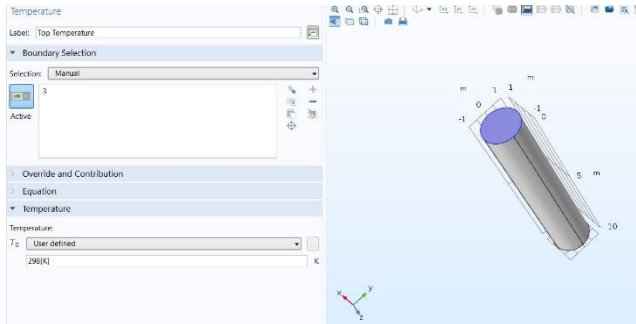 Temperature
Label: Top Temperature
Boundary Selection
Selection: Manual
ON
3
Active
Override and Contribution
Equation
Temperature
Temperature:
T₀ User defined
298[K] K
m
m
-1 0 1
1 0 -1
5 m
10
x y z